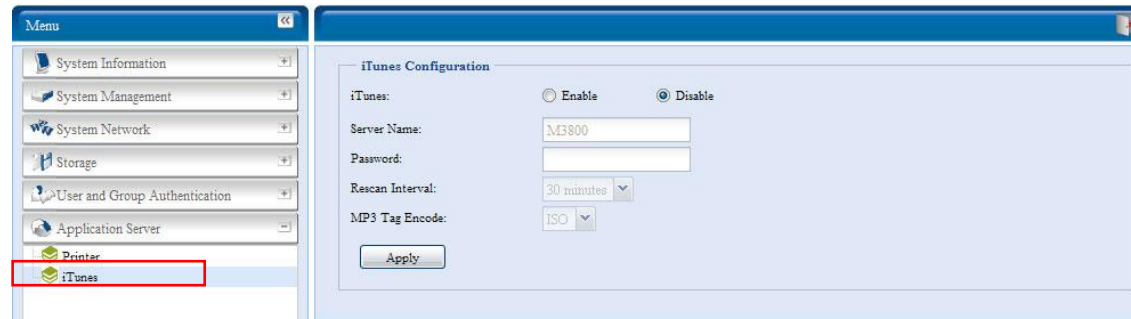 Menu
System Information
System Management
System Network
Storage
User and Group Authentication
Application Server
Printer
iTunes
iTunes Configuration
iTunes: Enable Disable
Server Name: M3800
Password:
Rescan Interval: 30 minutes
MP3 Tag Encode: ISO
Apply